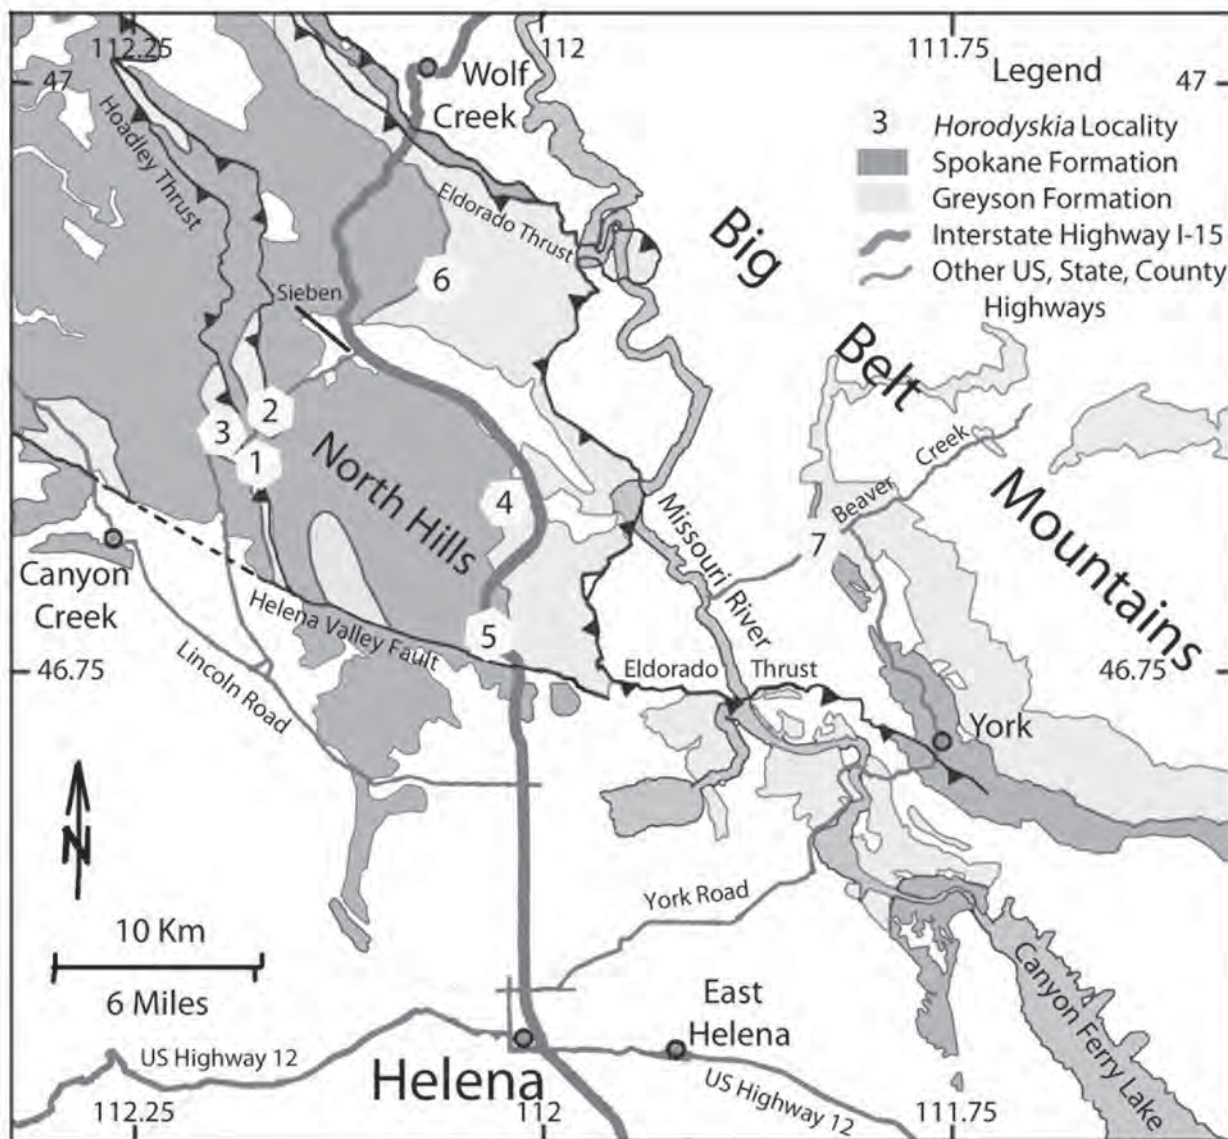 112.25
112
111.75
47
47
Wolf
Creek
Legend
3 Horodyskia Locality
Spokane Formation
Greyson Formation
Interstate Highway I-15
Other US, State, County
Highways
Hoadley Thrust
Eldorado Thrust
Big
Belt
Mountains
Sieben
6
2
3
1
North Hills
4
5
7
Beaver Creek
Missouri
River
Canyon
Creek
Helena Valley Fault
Lincoln Road
46.75
46.75
Eldorado Thrust
York
N
10 Km
6 Miles
York Road
East
Helena
Canyon Ferry Lake
US Highway 12
Helena
US Highway 12
112.25
112
111.75